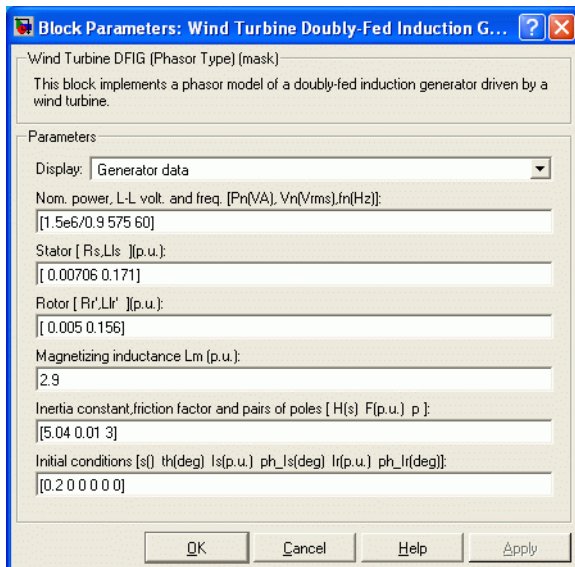 Block Parameters: Wind Turbine Doubly-Fed Induction G...
Wind Turbine DFIG (Phasor Type) (mask)
This block implements a phasor model of a doubly-fed induction generator driven by a
wind turbine.
Parameters
Display: Generator data
Nom. power, L-L volt. and freq. [Pn(VA), Vn(Vrms),fn(Hz)]:
[1.5e6/0.9 575 60]
Stator [ Rs,Lls ](p.u.):
[ 0.00706 0.171]
Rotor [ Rr',Llr' ](p.u.):
[ 0.005 0.156]
Magnetizing inductance Lm (p.u.):
2.9
Inertia constant,friction factor and pairs of poles [ H(s) F(p.u.) p ]:
[5.04 0.01 3]
Initial conditions [s() th(deg) Is(p.u.) ph_Is(deg) Ir(p.u.) ph_Ir(deg)]:
[0.2 0 0 0 0 0]
OK Cancel Help Apply